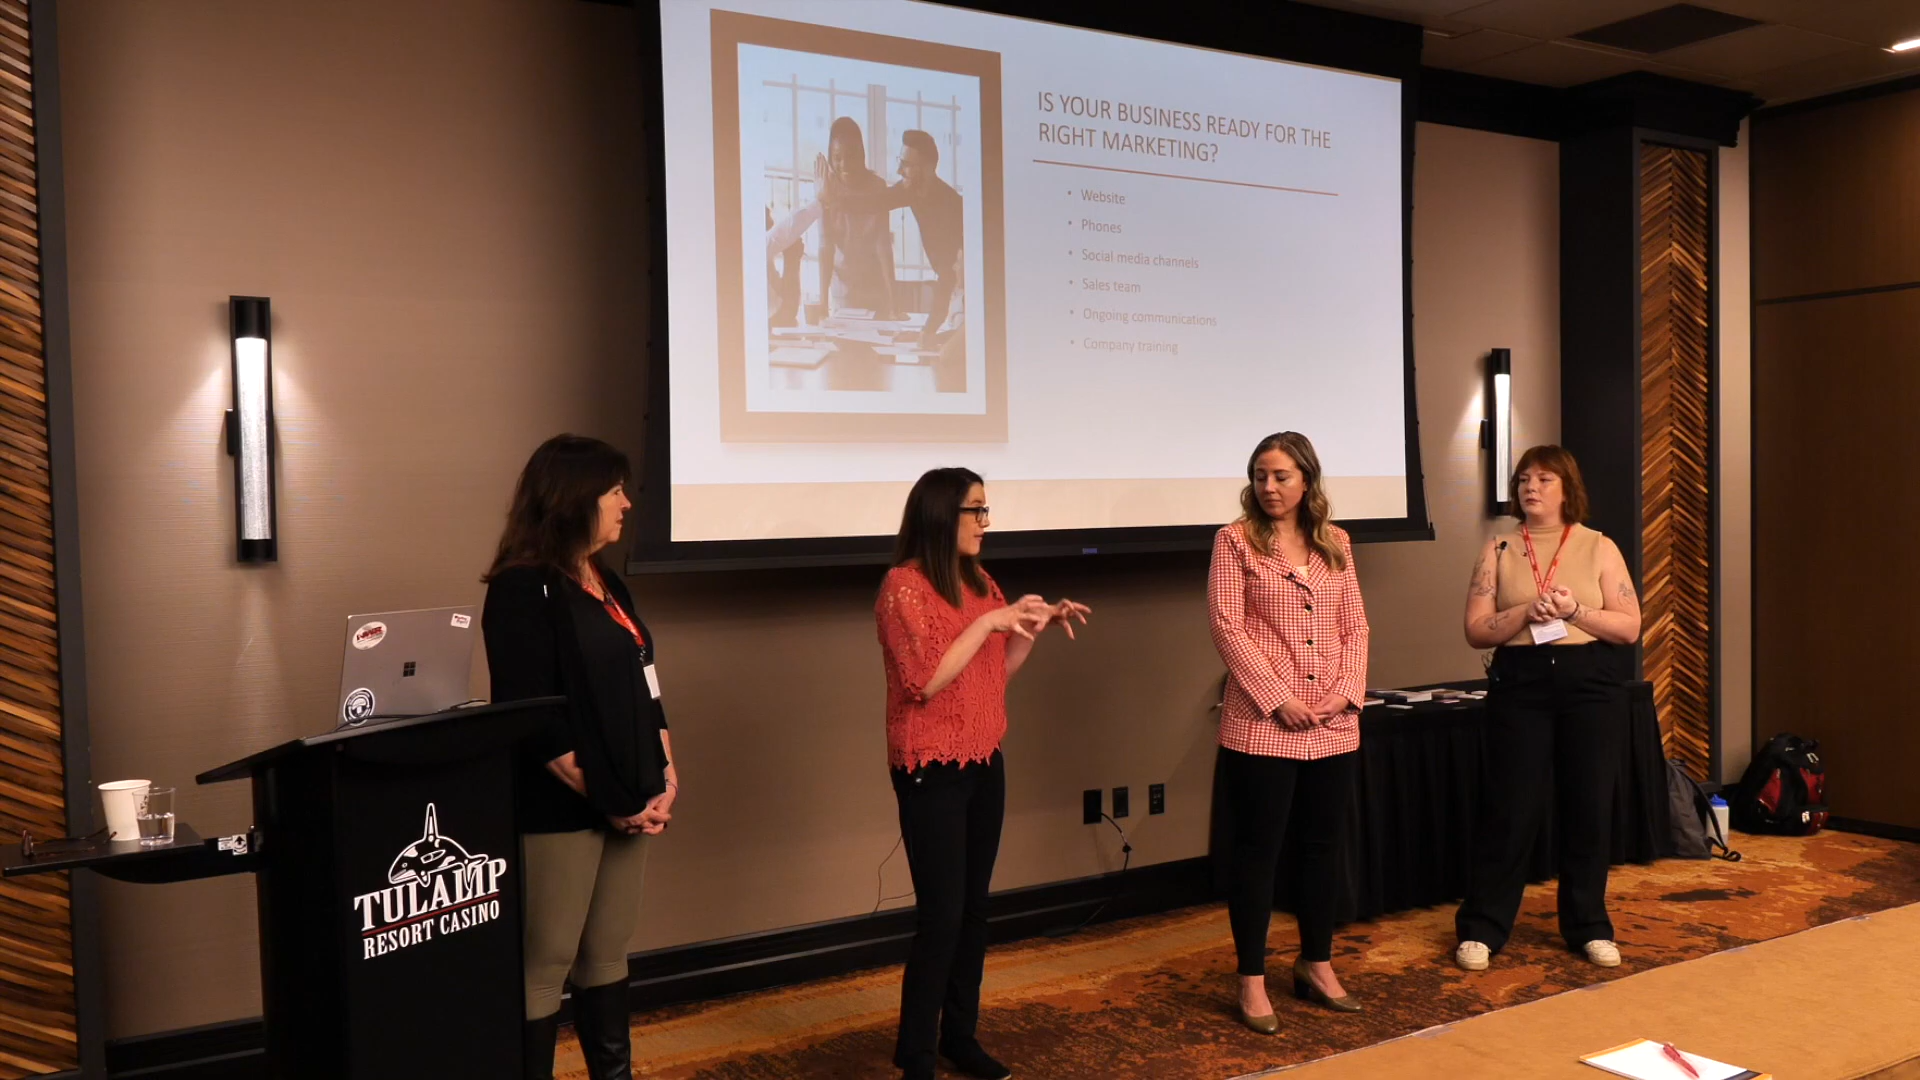 IS YOUR BUSINESS READY FOR THE
RIGHT MARKETING?
• Website
• Phones
• Social media channels
• Sales team
• Ongoing communications
• Company training
TULALIP
RESORT CASINO